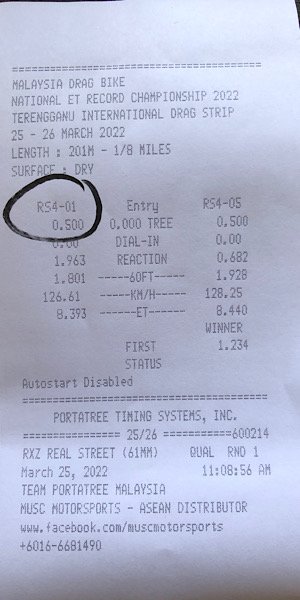 ==========================================
MALAYSIA DRAG BIKE
NATIONAL ET RECORD CHAMPIONSHIP 2022
TERENGGANU INTERNATIONAL DRAG STRIP
25 - 26 MARCH 2022
LENGTH : 201M - 1/8 MILES
SURFACE : DRY
RS4-01 Entry RS4-05
0.500 0.000 TREE 0.500
0.00 DIAL-IN 0.00
1.963 REACTION 0.682
1.801 ------60FT------ 1.928
126.61 ------KM/H------ 128.25
8.393 -------ET------- 8.440
WINNER
FIRST 1.234
STATUS
Autostart Disabled
==========================================
PORTATREE TIMING SYSTEMS, INC.
================ 25/26 ===========600214
RXZ REAL STREET (61MM) QUAL RND 1
March 25, 2022 11:08:56 AM
TEAM PORTATREE MALAYSIA
MUSC MOTORSPORTS - ASEAN DISTRIBUTOR
www.facebook.com/muscmotorsports
+6016-6681490